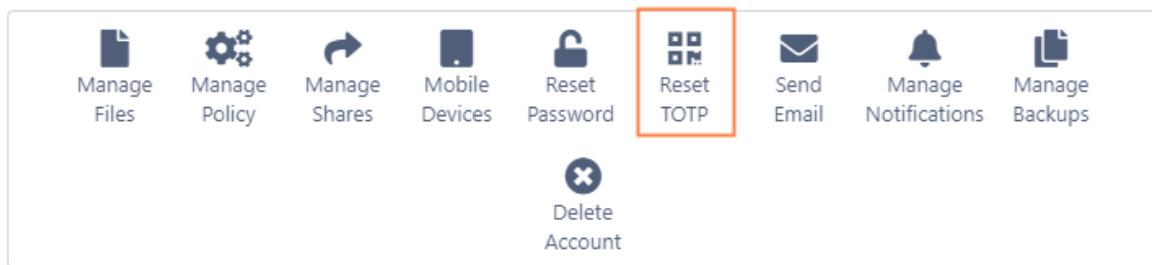 Manage
Files
Manage
Policy
Manage
Shares
Mobile
Devices
Reset
Password
Reset
TOTP
Send
Email
Manage
Notifications
Manage
Backups
Delete
Account